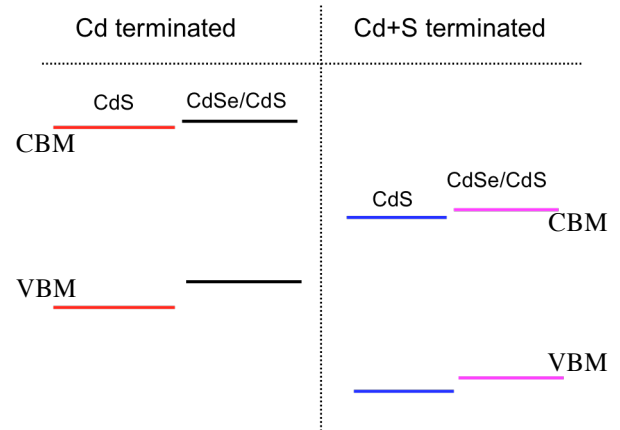 Cd terminated
Cd+S terminated
CdS
CdSe/CdS
CBM
VBM
CdS
CdSe/CdS
CBM
VBM